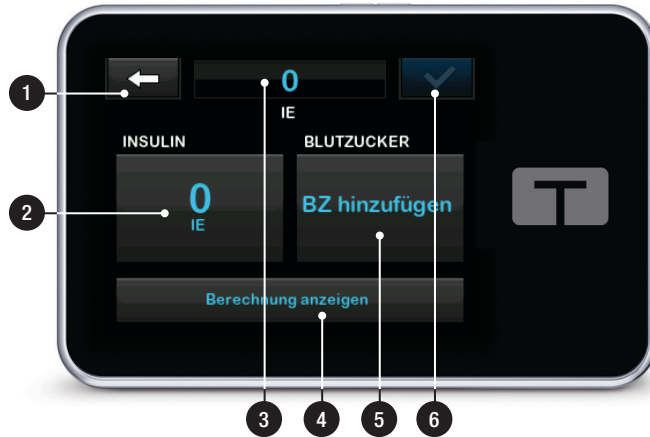 0
IE
INSULIN
BLUTZUCKER
0
IE
BZ hinzufügen
Berechnung anzeigen
T
1
2
3
4
5
6